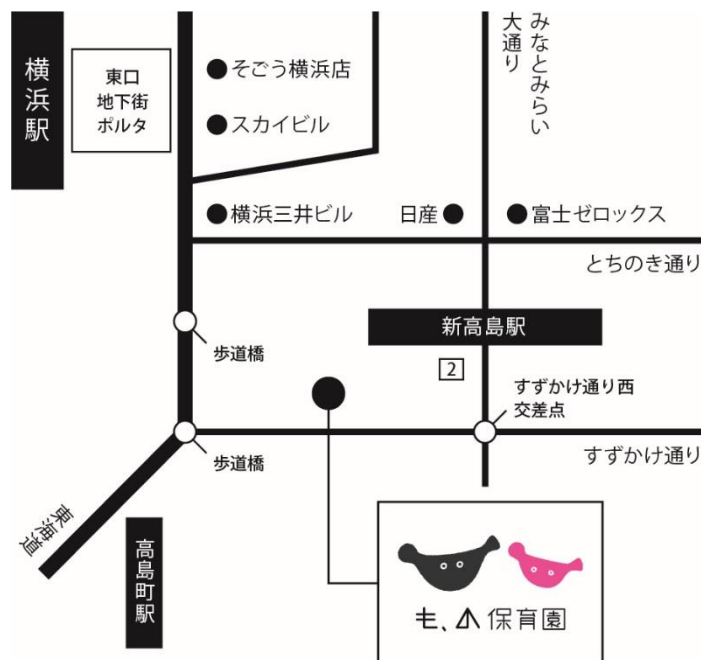 横浜駅
東口
地下街
ポルタ
そごう横浜店
スカイビル
みなとみらい
大通り
横浜三井ビル
日産
富士ゼロックス
とちのき通り
新高島駅
歩道橋
2
すずかけ通り西
交差点
歩道橋
すずかけ通り
東海道
高島町駅
保育園